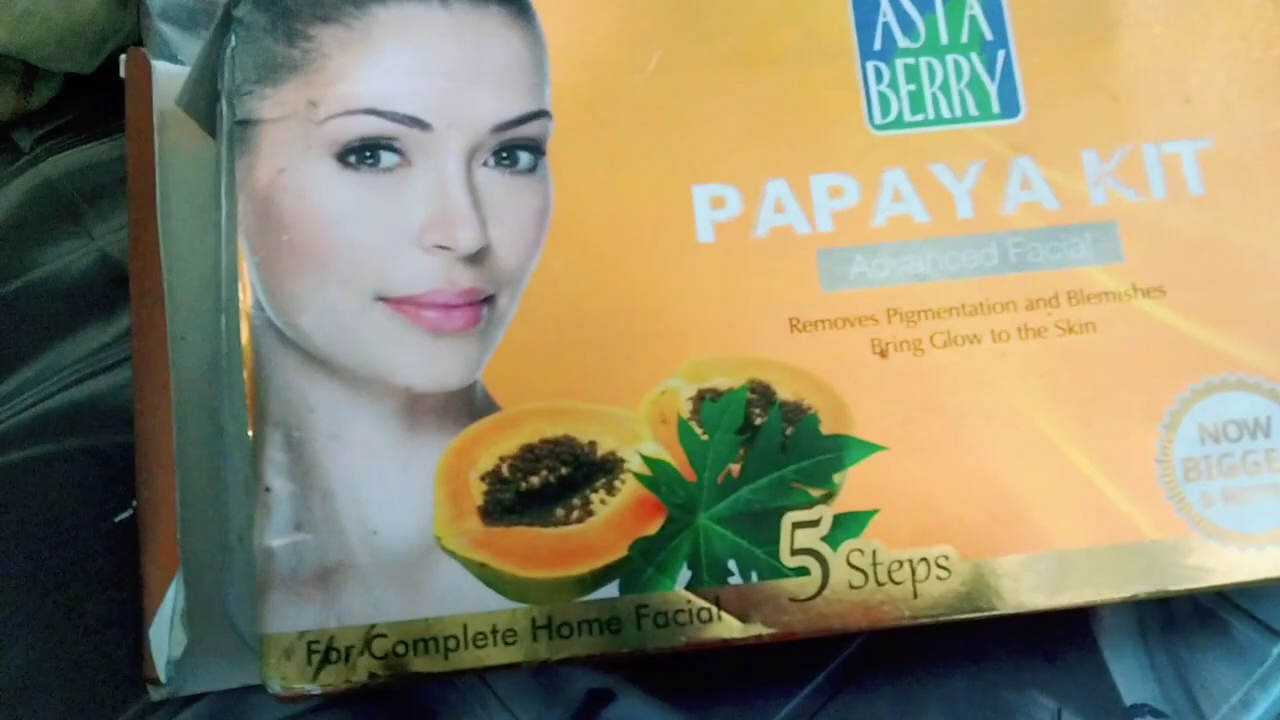 ASTA
BERRY
PAPAYA KIT
Advanced Facial
Removes Pigmentation and Blemishes
Bring Glow to the Skin
NOW
BIGGE
5 Steps
For Complete Home Facial